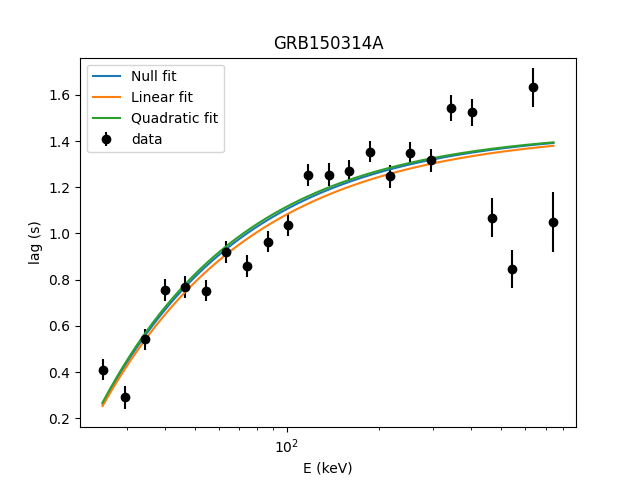 GRB150314A
Null fit
Linear fit
Quadratic fit
data
lag (s)
1.6
1.4
1.2
1.0
0.8
0.6
0.4
0.2
10²
E (keV)